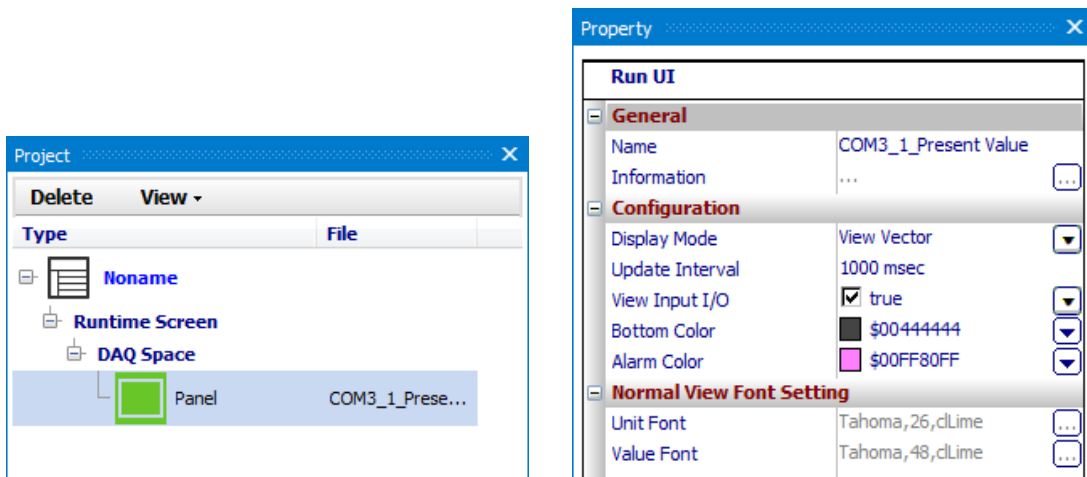 Project
Delete View
Type File
Noname
Runtime Screen
DAQ Space
Panel COM3_1_Prese...
Property
Run UI
General
Name COM3_1_Present Value
Information ...
Configuration
Display Mode View Vector
Update Interval 1000 msec
View Input I/O true
Bottom Color $00444444
Alarm Color $00FF80FF
Normal View Font Setting
Unit Font Tahoma,26,clLime ...
Value Font Tahoma,48,clLime ...